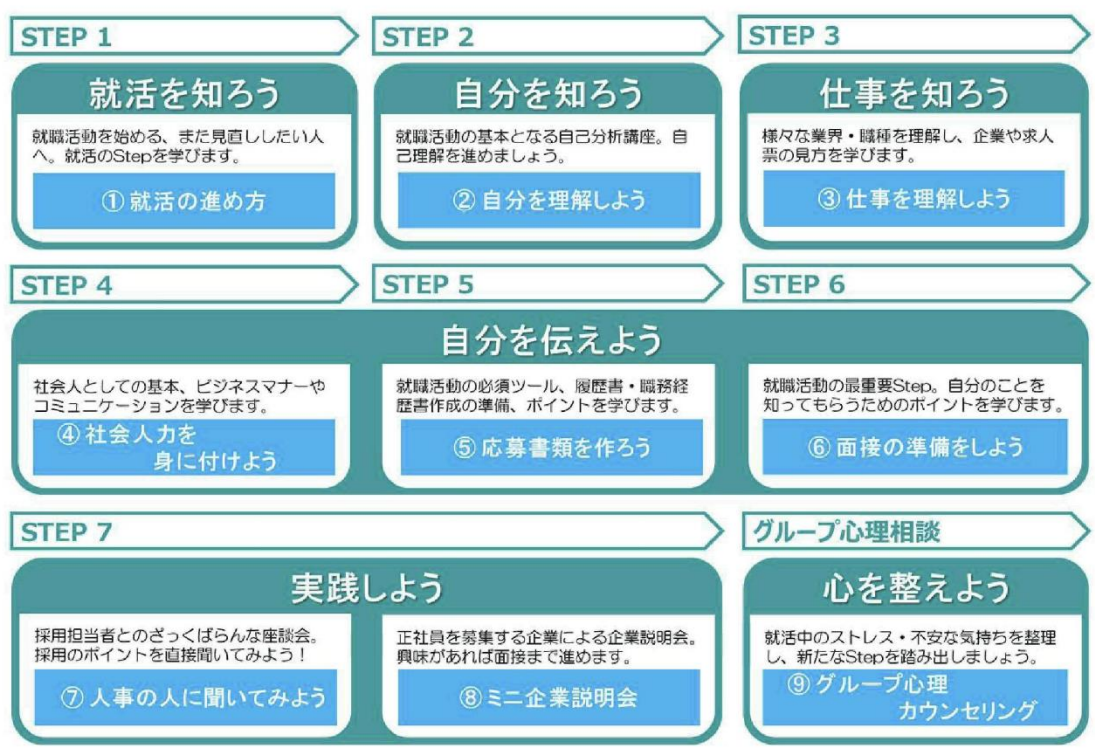 STEP 1
就活を知ろう
就職活動を始める、また見直ししたい人
へ。就活のStepを学びます。
①就活の進め方
STEP 2
自分を知ろう
就職活動の基本となる自己分析講座。自
己理解を進めましょう。
②自分を理解しよう
STEP 3
仕事を知ろう
様々な業界・職種を理解し、企業や求人
票の見方を学びます。
③仕事を理解しよう
STEP 4
STEP 5
STEP 6
自分を伝えよう
社会人としての基本、ビジネスマナーや
コミュニケーションを学びます。
④社会人力を
身に付けよう
就職活動の必須ツール、履歴書・職務経
歴書作成の準備、ポイントを学びます。
⑤応募書類を作ろう
就職活動の最重要Step。自分のことを
知ってもらうためのポイントを学びます。
⑥面接の準備をしよう
STEP 7
実践しよう
採用担当者とのざっくばらんな座談会。
採用のポイントを直接聞いてみよう！
⑦人事の人に聞いてみよう
正社員を募集する企業による企業説明会。
興味があれば面接まで進めます。
⑧ミニ企業説明会
グループ心理相談
心を整えよう
就活中のストレス・不安な気持ちを整理
し、新たなStepを踏み出しましょう。
⑨グループ心理
カウンセリング